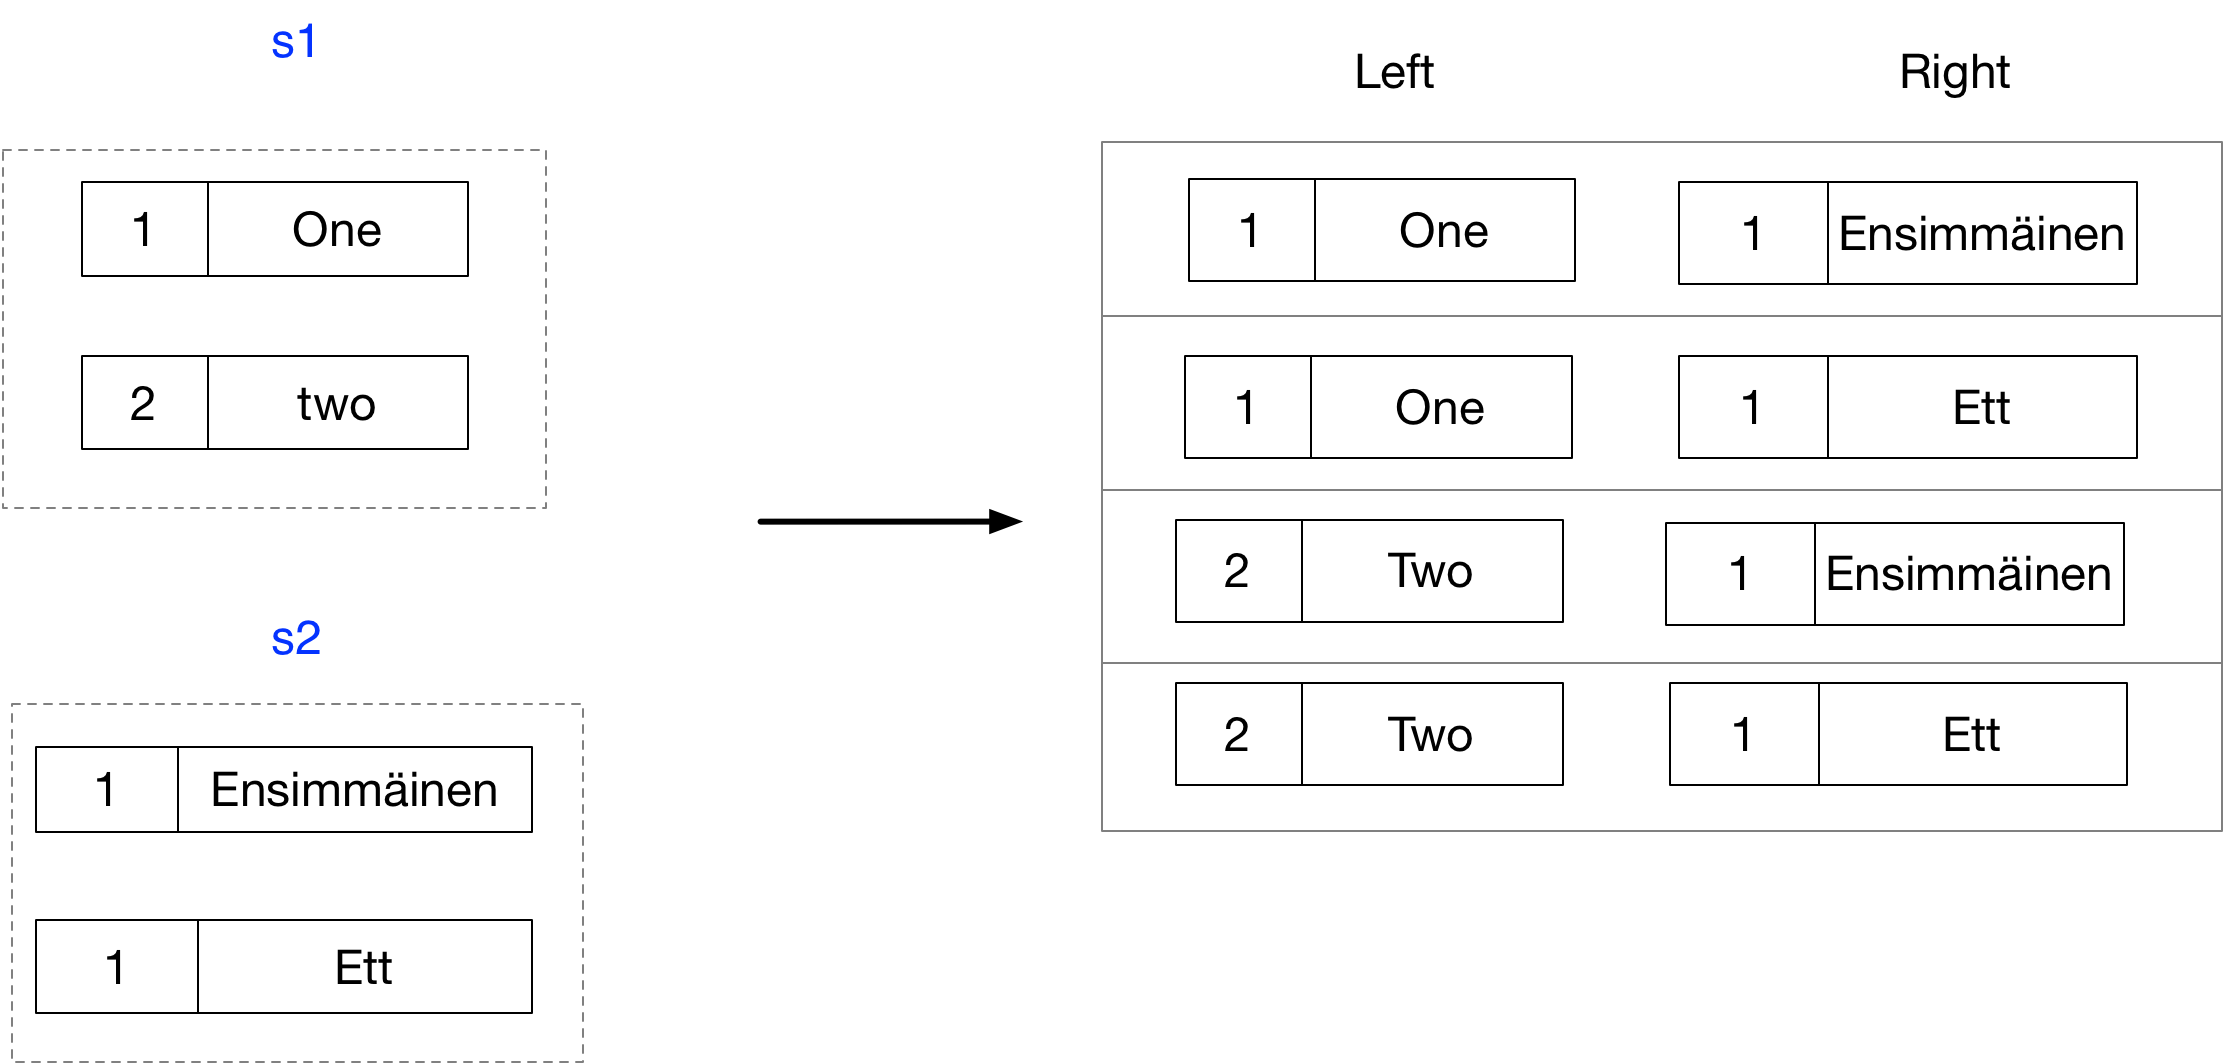 s1
1 One
2 two
s2
1 Ensimmäinen
1 Ett
Left Right
1 One 1 Ensimmäinen
1 One 1 Ett
2 Two 1 Ensimmäinen
2 Two 1 Ett